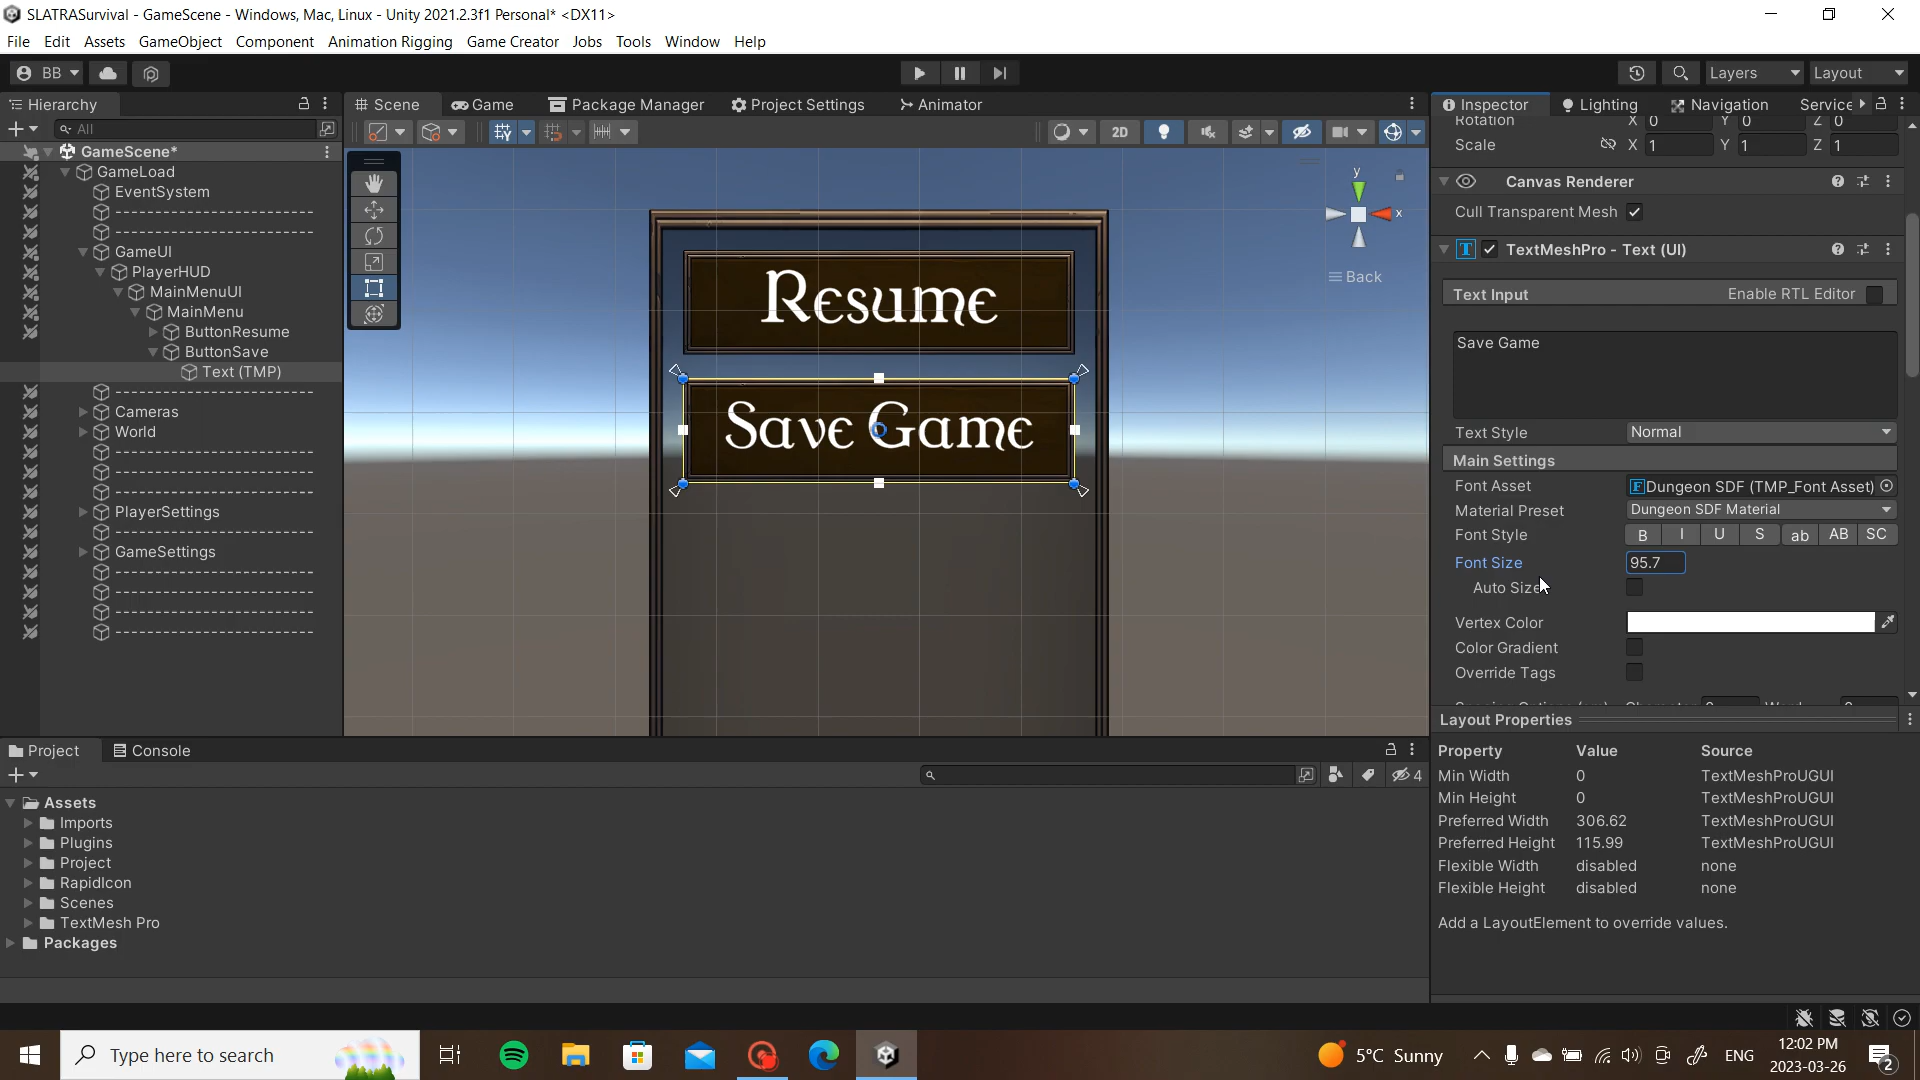 SLATRASurvival - GameScene - Windows, Mac, Linux - Unity 2021.2.3f1 Personal* <DX11>
File Edit Assets GameObject Component Animation Rigging Game Creator Jobs Tools Window Help
BB Layers Layout
Hierarchy
All
GameScene*
GameLoad
EventSystem
GameUI
PlayerHUD
MainMenuUI
MainMenu
ButtonResume
ButtonSave
Text (TMP)
Cameras
World
PlayerSettings
GameSettings
Scene Game Package Manager Project Settings Animator
2D
y
x
Back
Resume
Save Game
Inspector Lighting Navigation Service
Rotation X 0 Y 0 Z 0
Scale X 1 Y 1 Z 1
Canvas Renderer
Cull Transparent Mesh
TextMeshPro - Text (UI)
Text Input Enable RTL Editor
Save Game
Text Style Normal
Main Settings
Font Asset Dungeon SDF (TMP_Font Asset)
Material Preset Dungeon SDF Material
Font Style B I U S ab AB SC
Font Size 95.7
Auto Size
Vertex Color
Color Gradient
Override Tags
Layout Properties
Property Value Source
Min Width 0 TextMeshProUGUI
Min Height 0 TextMeshProUGUI
Preferred Width 306.62 TextMeshProUGUI
Preferred Height 115.99 TextMeshProUGUI
Flexible Width disabled none
Flexible Height disabled none
Add a LayoutElement to override values.
Project Console
4
Assets
Imports
Plugins
Project
RapidIcon
Scenes
TextMesh Pro
Packages
Type here to search
5°C Sunny
ENG
12:02 PM
2023-03-26
2